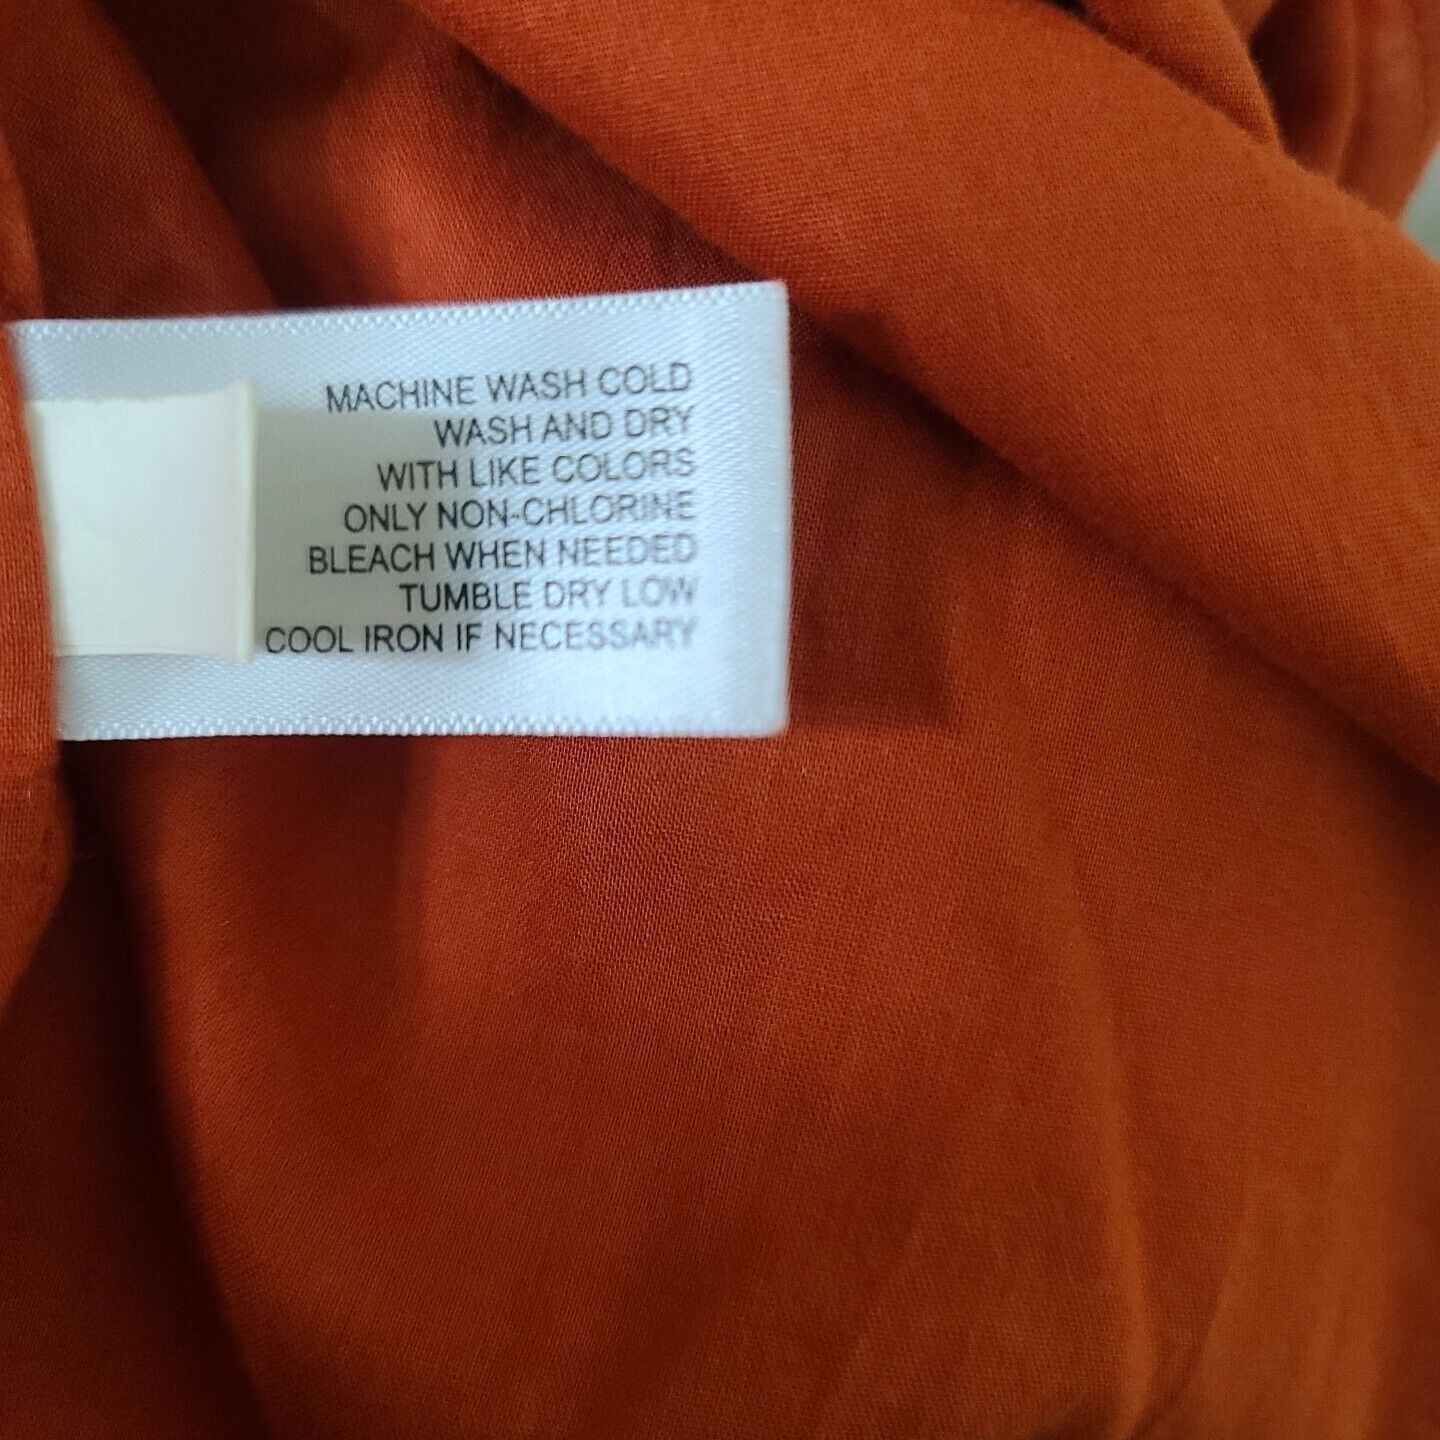 MACHINE WASH COLD
WASH AND DRY
WITH LIKE COLORS
ONLY NON-CHLORINE
BLEACH WHEN NEEDED
TUMBLE DRY LOW
COOL IRON IF NECESSARY